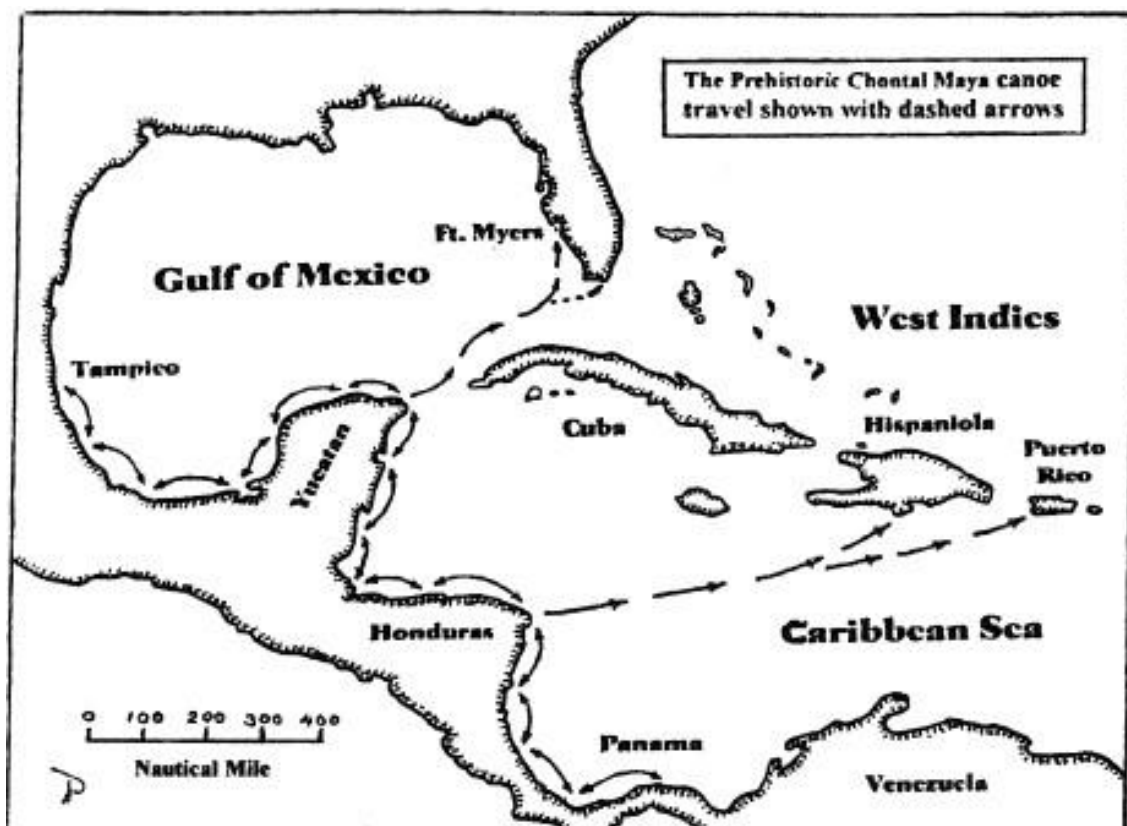 The Prehistoric Chontal Maya canoe
travel shown with dashed arrows
Ft. Myers
Gulf of Mexico
West Indies
Tampico
Yucatan
Cuba
Hispaniola
Puerto
Rico
Honduras
Caribbean Sea
0 100 200 300 400
Nautical Mile
Panama
Venezuela